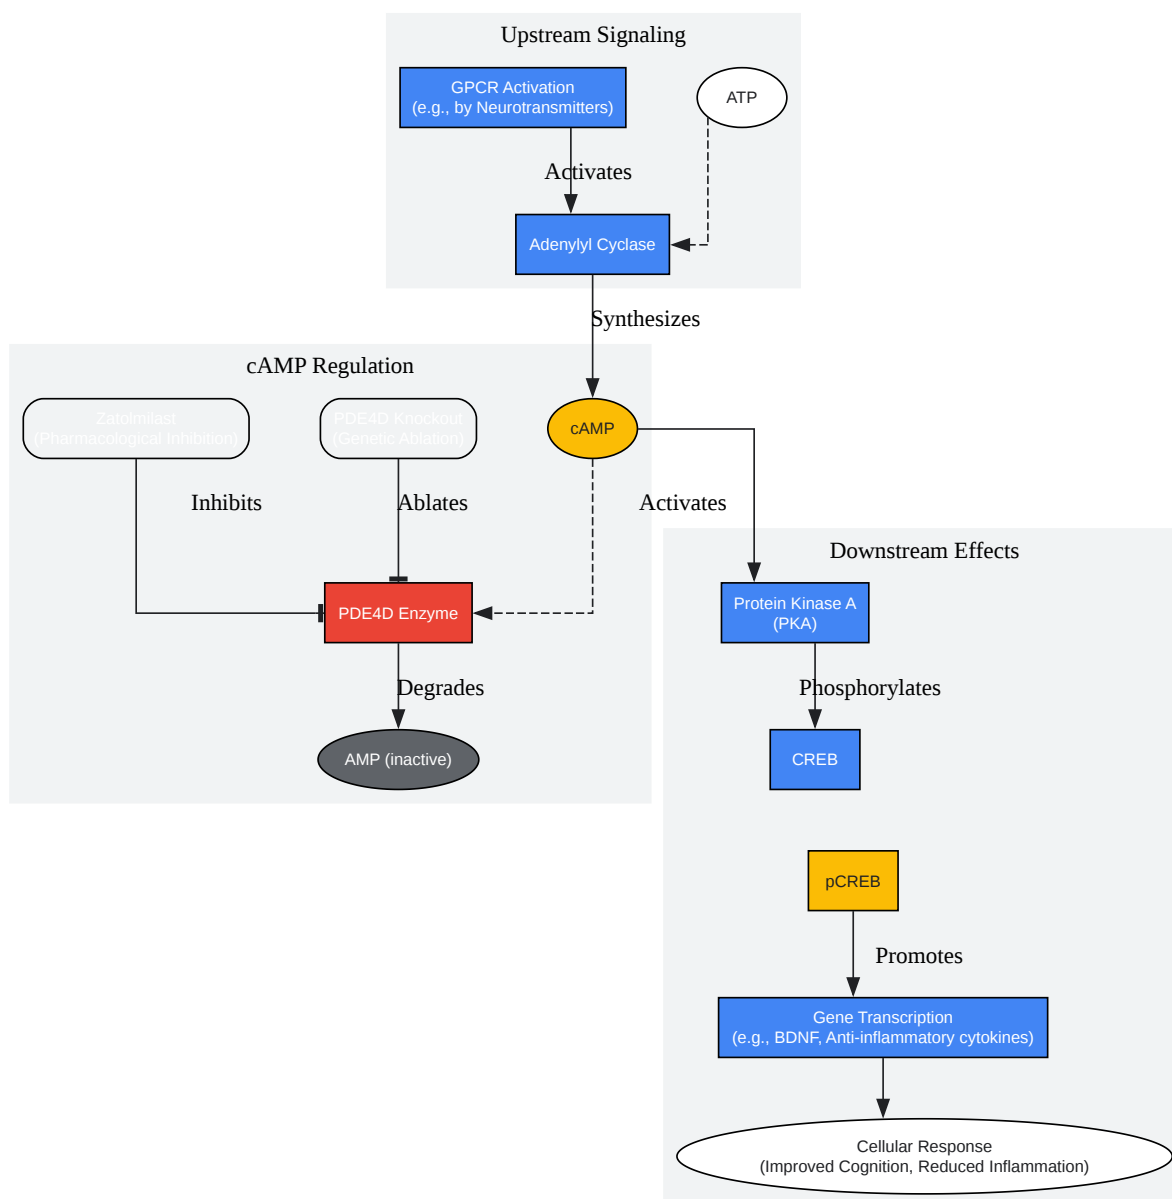 Upstream Signaling
GPCR Activation
(e.g., by Neurotransmitters)
ATP
Activates
Adenylyl Cyclase
Synthesizes
cAMP Regulation
Zatolmilast
(Pharmacological Inhibition)
PDE4D Knockout
(Genetic Ablation)
cAMP
Inhibits
Ablates
Activates
Downstream Effects
PDE4D Enzyme
Protein Kinase A
(PKA)
Degrades
Phosphorylates
AMP (inactive)
CREB
pCREB
Promotes
Gene Transcription
(e.g., BDNF, Anti-inflammatory cytokines)
Cellular Response
(Improved Cognition, Reduced Inflammation)